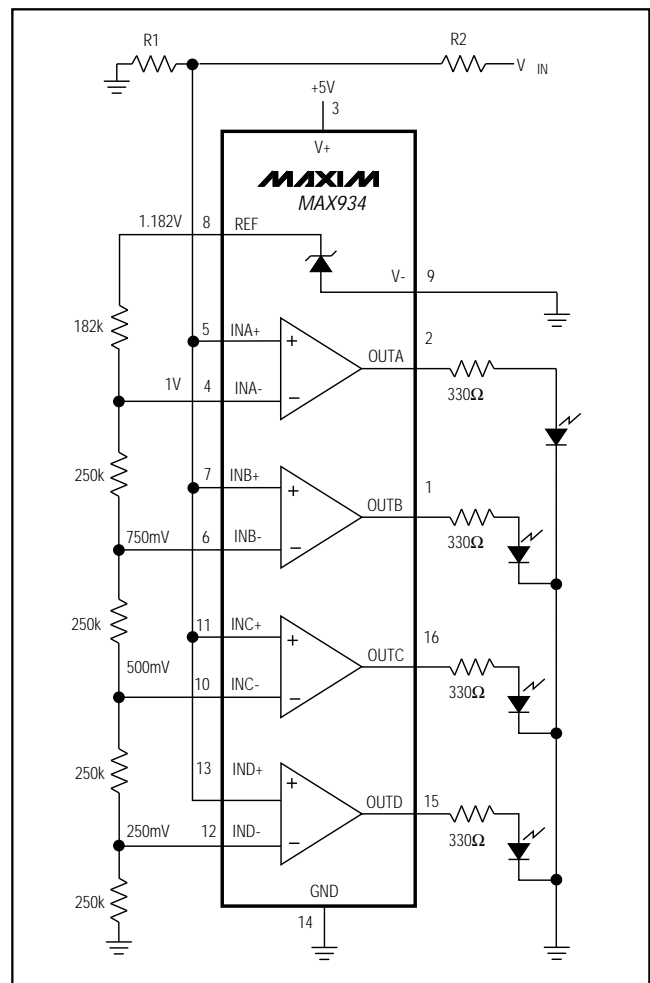 R1
R2
V IN
+5V
3
V+
MAXIM
MAX934
1.182V
8
REF
V-
9
182k
5
INA+
2
OUTA
330Ω
1V
4
INA-
250k
7
INB+
1
OUTB
330Ω
750mV
6
INB-
250k
11
INC+
16
OUTC
330Ω
500mV
10
INC-
250k
13
IND+
15
OUTD
330Ω
250mV
12
IND-
250k
GND
14